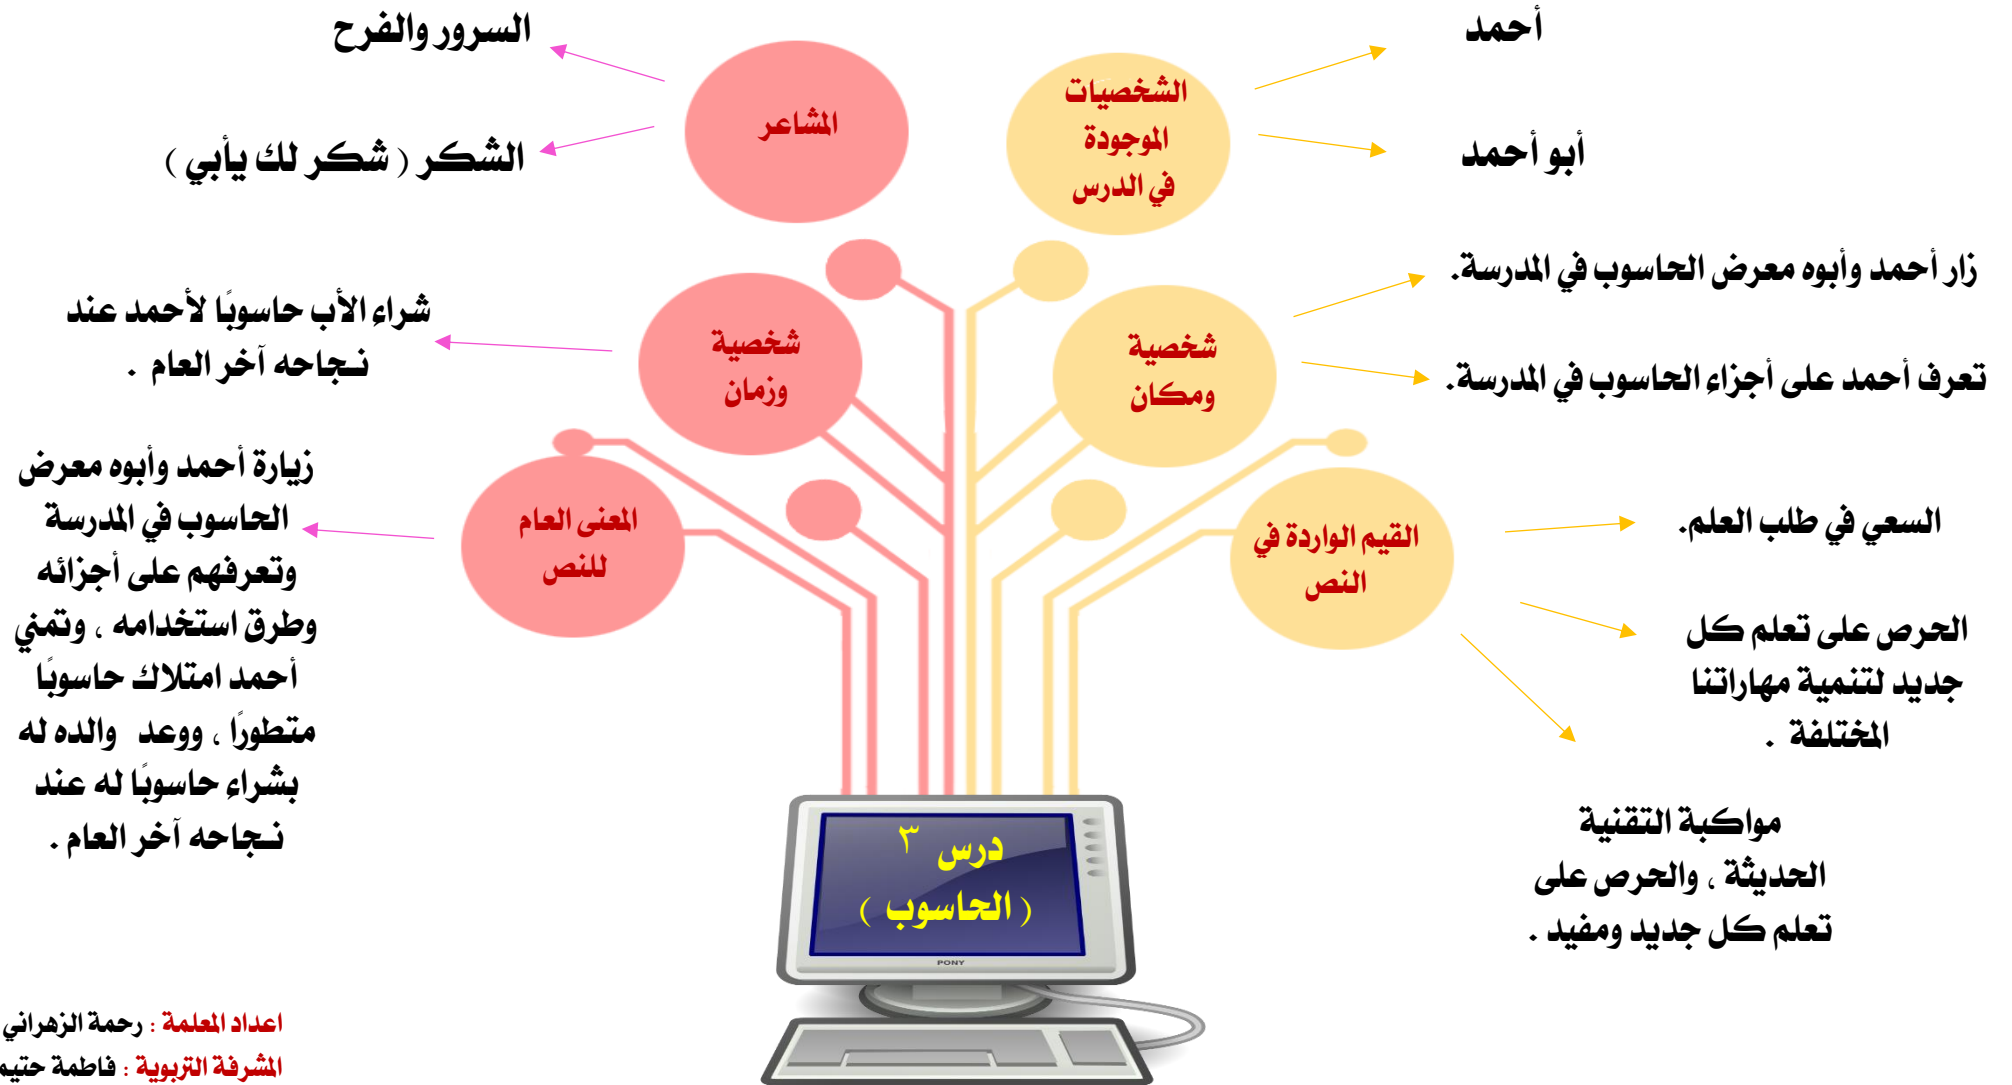 أحمد
أبو أحمد
الشخصيات
الموجودة
في الدرس
السرور والفرح
المشاعر
الشكر ( شكر لك يأبي )
زار أحمد وأبوه معرض الحاسوب في المدرسة.
تعرف أحمد على أجزاء الحاسوب في المدرسة.
شخصية
ومكان
شخصية
وزمان
شراء الأب حاسوبًا لأحمد عند
نـجاحه آخر العام .
السعي في طلب العلم.
الحرص على تعلم كل
جديد لتنمية مهاراتنا
المختلفة .
مواكبة التقنية
الحديثة ، والحرص على
تعلم كل جديد ومفيد .
القيم الواردة في
النص
المعنى العام
للنص
زيارة أحمد وأبوه معرض
الحاسوب في المدرسة
وتعرفهم على أجزائه
وطرق استخدامه ، وتمني
أحمد امتلاك حاسوبًا
متطورًا ، ووعد والده له
بشراء حاسوبًا له عند
نـجاحه آخر العام .
درس ٣
( الحاسوب )
PONY
اعداد المعلمة : رحمة الزهراني
المشرفة التربوية : فاطمة